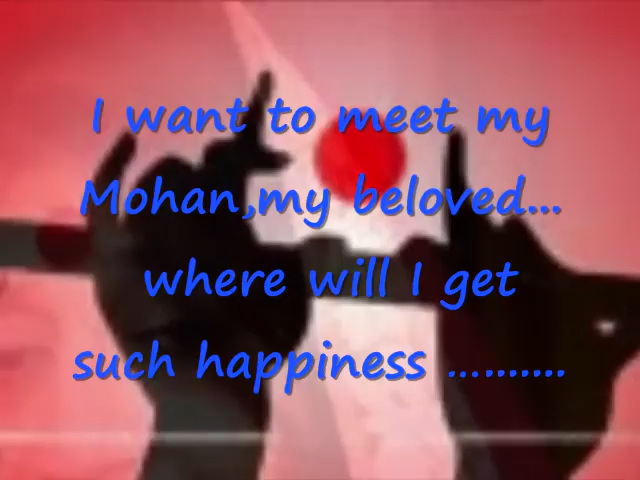 I want to meet my
Mohan,my beloved...
where will I get
such happiness ..........